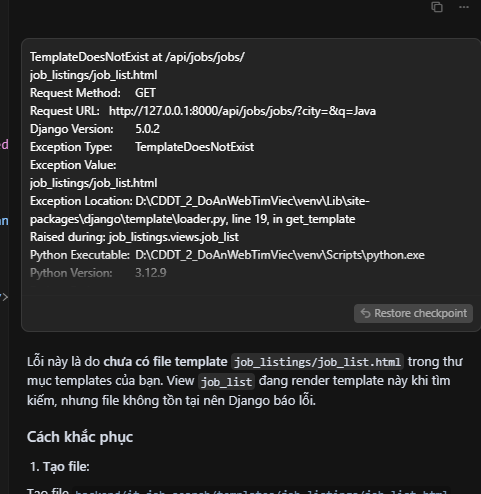 TemplateDoesNotExist at /api/jobs/jobs/
job_listings/job_list.html
Request Method: GET
Request URL: http://127.0.0.1:8000/api/jobs/jobs/?city=&q=Java
Django Version: 5.0.2
Exception Type: TemplateDoesNotExist
Exception Value:
job_listings/job_list.html
Exception Location: D:\CDDT_2_DoAnWebTimViec\venv\Lib\site-
packages\django\template\loader.py, line 19, in get_template
Raised during: job_listings.views.job_list
Python Executable: D:\CDDT_2_DoAnWebTimViec\venv\Scripts\python.exe
Python Version: 3.12.9
Restore checkpoint
Lỗi này là do chưa có file template job_listings/job_list.html trong thư
mục templates của bạn. View job_list đang render template này khi tìm
kiếm, nhưng file không tồn tại nên Django báo lỗi.
Cách khắc phục
1. Tạo file:
Tạo file